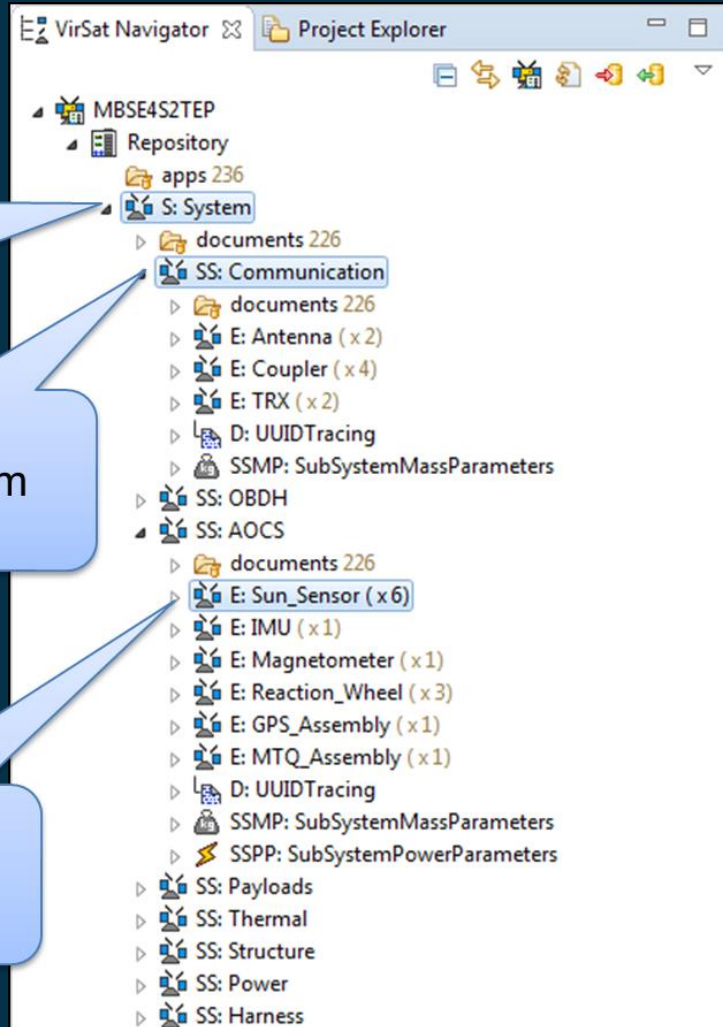 VirSat Navigator
Project Explorer
MBSE4S2TEP
Repository
apps 236
S: System
documents 226
SS: Communication
documents 226
E: Antenna ( x 2)
E: Coupler ( x 4)
E: TRX ( x 2)
D: UUIDTracing
SSMP: SubSystemMassParameters
SS: OBDH
SS: AOCS
documents 226
E: Sun_Sensor ( x 6)
E: IMU ( x 1)
E: Magnetometer ( x 1)
E: Reaction_Wheel ( x 3)
E: GPS_Assembly ( x 1)
E: MTQ_Assembly ( x 1)
D: UUIDTracing
SSMP: SubSystemMassParameters
SSPP: SubSystemPowerParameters
SS: Payloads
SS: Thermal
SS: Structure
SS: Power
SS: Harness